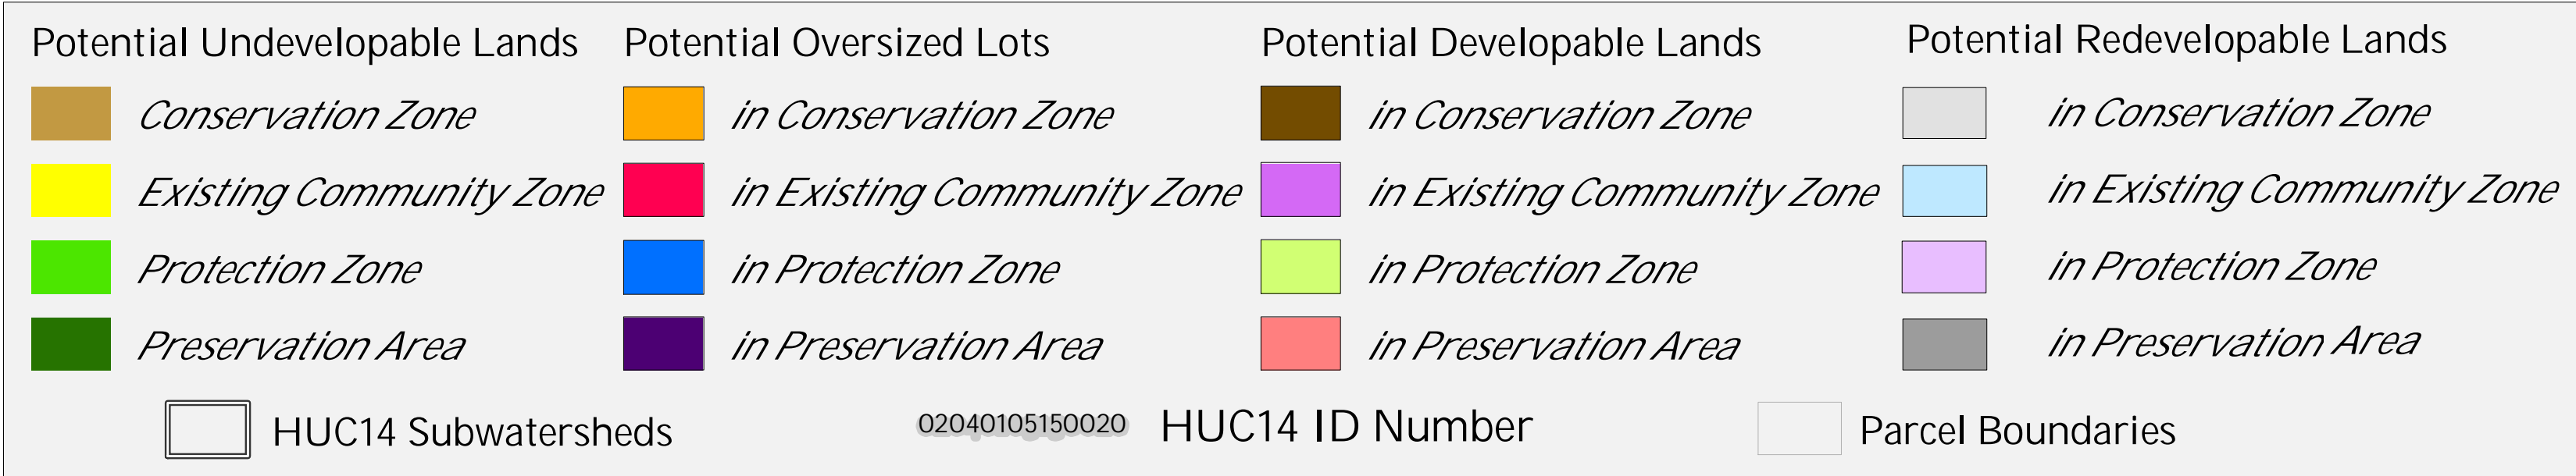 Potential Undevelopable Lands
Conservation Zone
Existing Community Zone
Protection Zone
Preservation Area
Potential Oversized Lots
in Conservation Zone
in Existing Community Zone
in Protection Zone
in Preservation Area
Potential Developable Lands
in Conservation Zone
in Existing Community Zone
in Protection Zone
in Preservation Area
Potential Redevelopable Lands
in Conservation Zone
in Existing Community Zone
in Protection Zone
in Preservation Area
HUC14 Subwatersheds
02040105150020 HUC14 ID Number
Parcel Boundaries